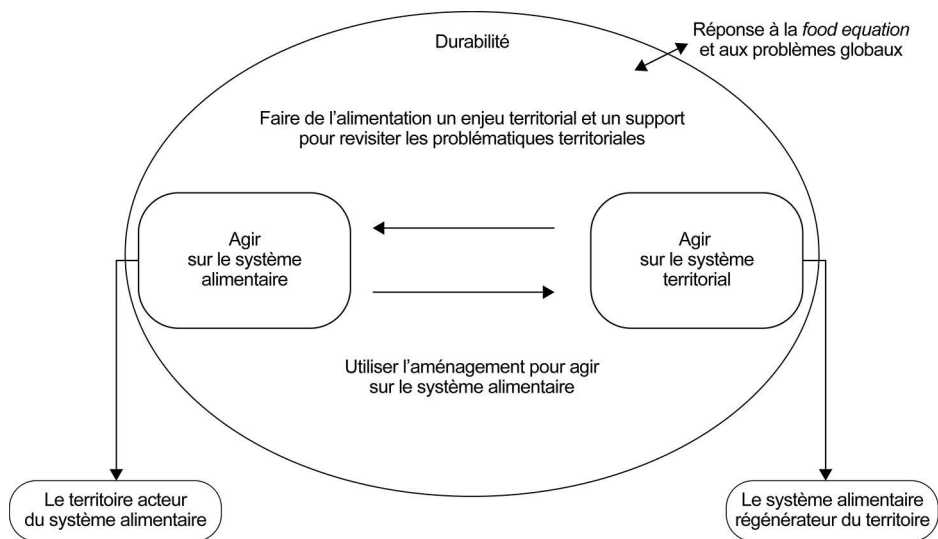 Durabilité
Réponse à la food equation
et aux problèmes globaux
Faire de l’alimentation un enjeu territorial et un support
pour revisiter les problématiques territoriales
Agir
sur le système
alimentaire
Agir
sur le système
territorial
Utiliser l’aménagement pour agir
sur le système alimentaire
Le territoire acteur
du système alimentaire
Le système alimentaire
régénérateur du territoire